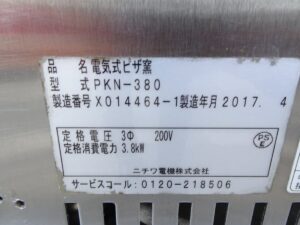 品 名 電気式ピザ窯
型 式 PKN-380
製造番号 X014464-1 製造年月 2017. 4
定格電圧 3Φ 200V
定格消費電力 3.8kW
PS
E
ニチワ電機株式会社
サービスコール:0120-218506